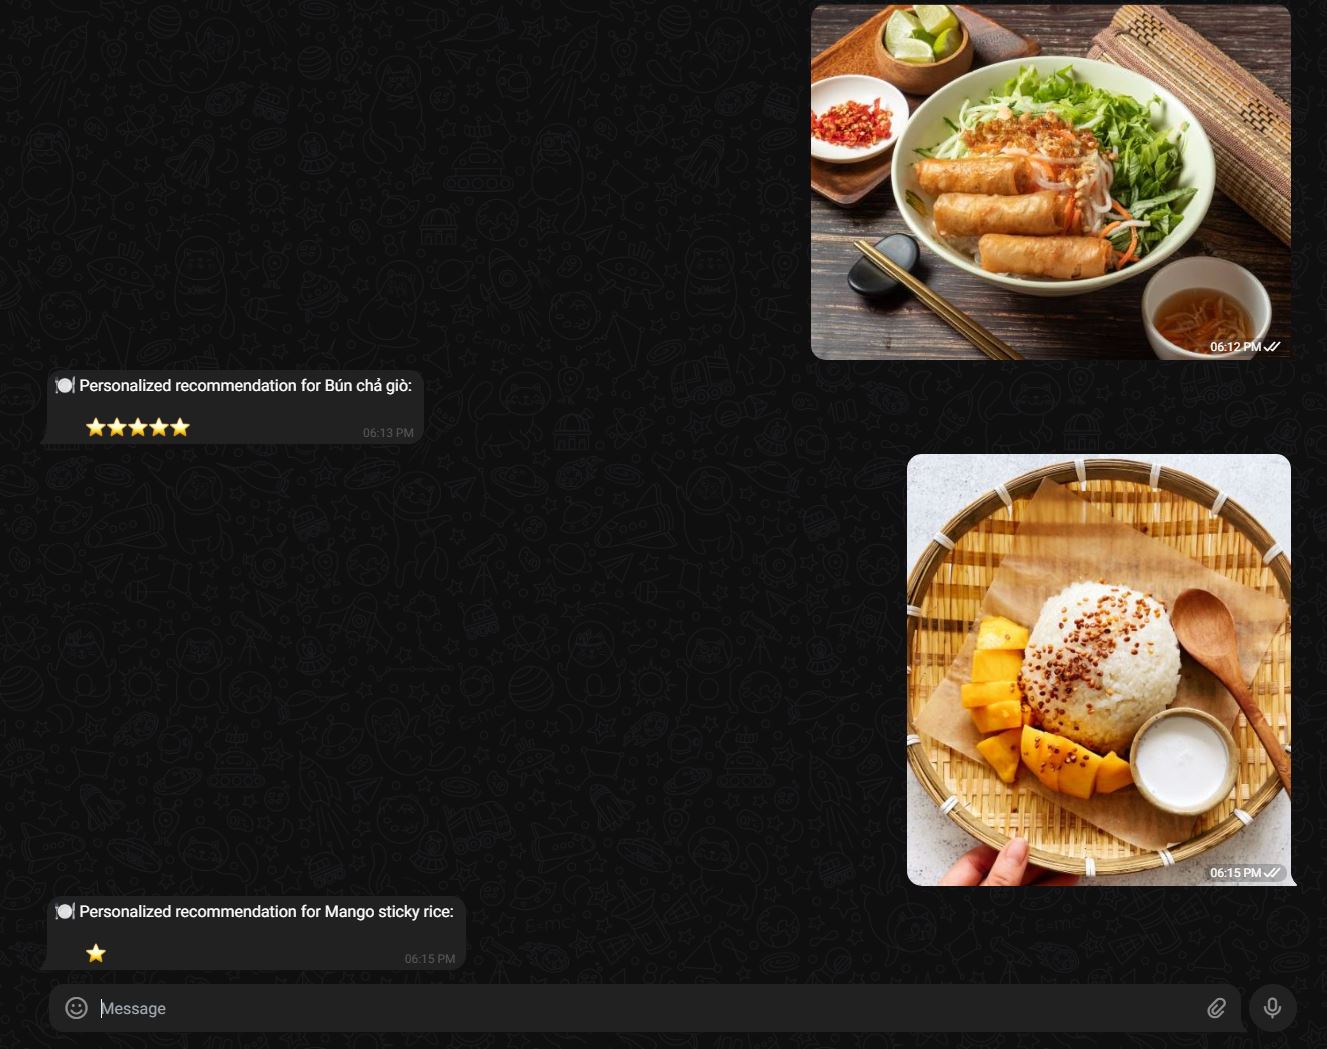 06:12 PM
Personalized recommendation for Bún chả giò:
06:13 PM
06:15 PM
Personalized recommendation for Mango sticky rice:
06:15 PM
Message